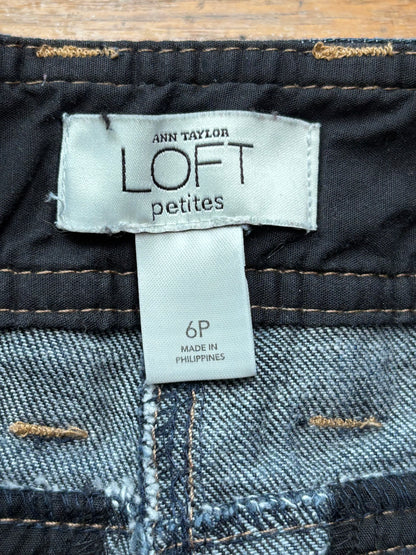 ANN TAYLOR
LOFT
petites
6P
MADE IN
PHILIPPINES